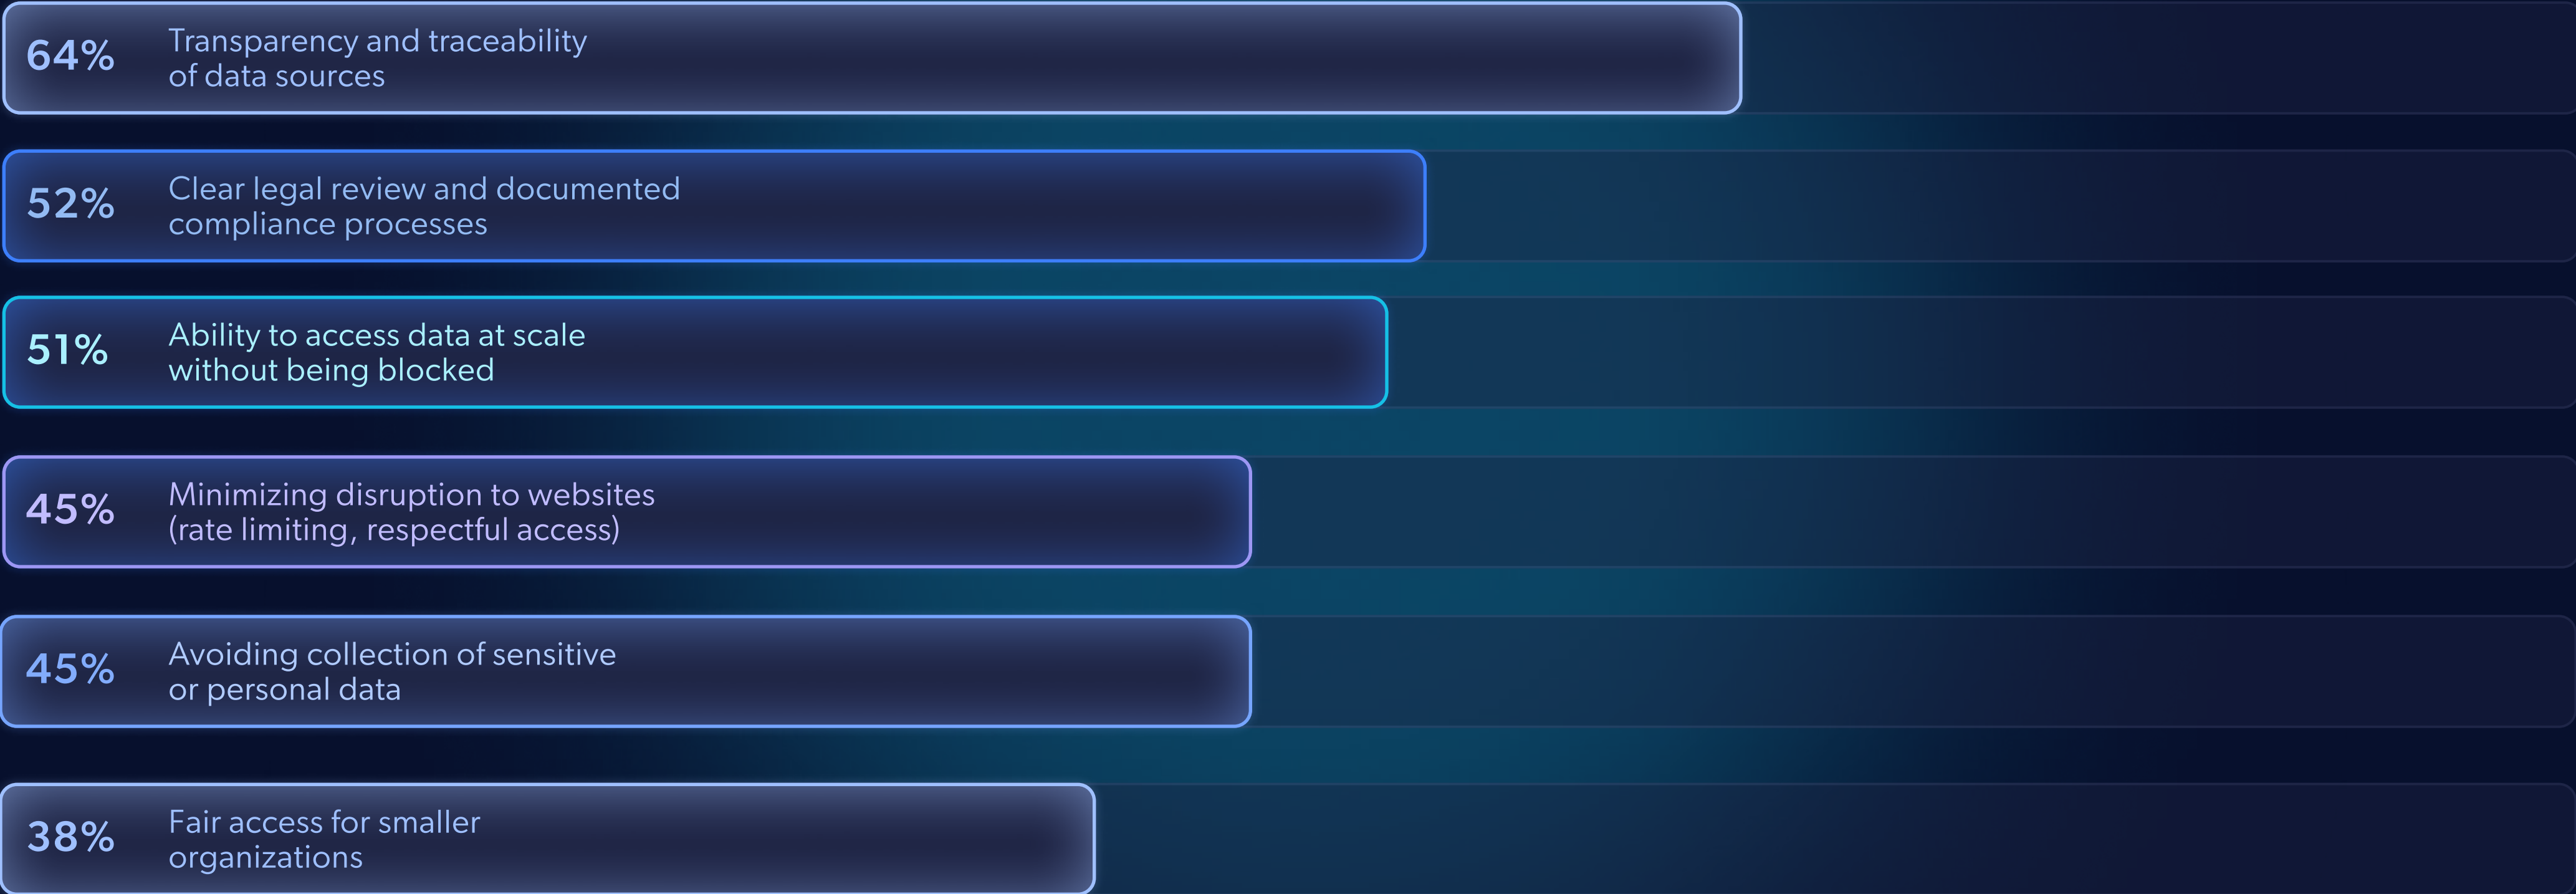 64%
Transparency and traceability
of data sources
52%
Clear legal review and documented
compliance processes
51%
Ability to access data at scale
without being blocked
45%
Minimizing disruption to websites
(rate limiting, respectful access)
45%
Avoiding collection of sensitive
or personal data
38%
Fair access for smaller
organizations